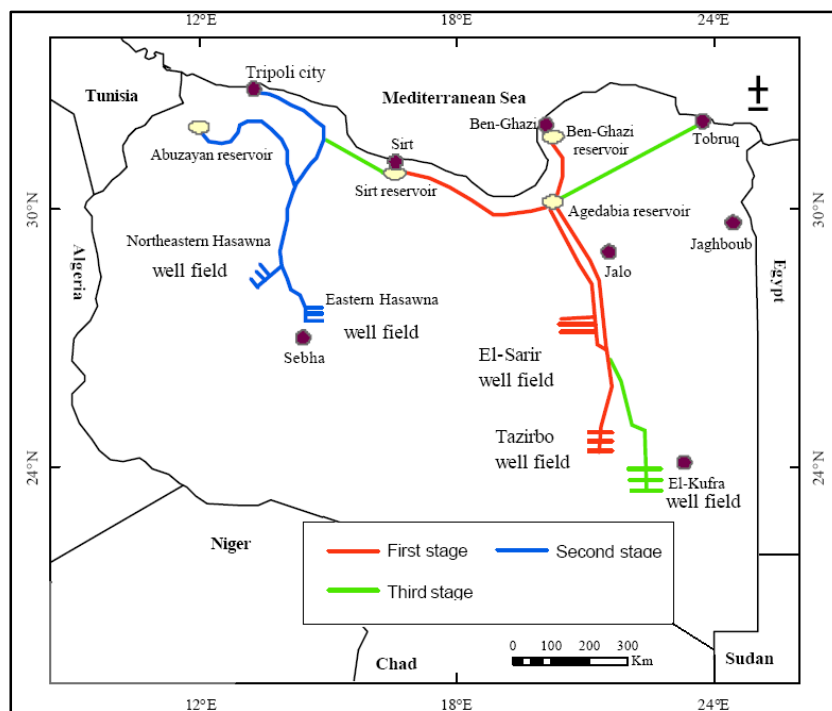 12°E 18°E 24°E
Tripoli city
Tunisia
Mediterranean Sea
Ben-Ghazi
Ben-Ghazi
reservoir
Tobruq
Abuzayan reservoir
Sirt
Sirt reservoir
30°N
30°N
Agedabia reservoir
Jaghboub
Northeastern Hasawna
well field
Algeria
Jalo
Egypt
Eastern Hasawna
well field
Sebha
El-Sarir
well field
Tazirbo
well field
24°N
24°N
El-Kufra
well field
Niger
First stage
Second stage
Third stage
0 100 200 300
Km
Chad
Sudan
12°E 18°E 24°E